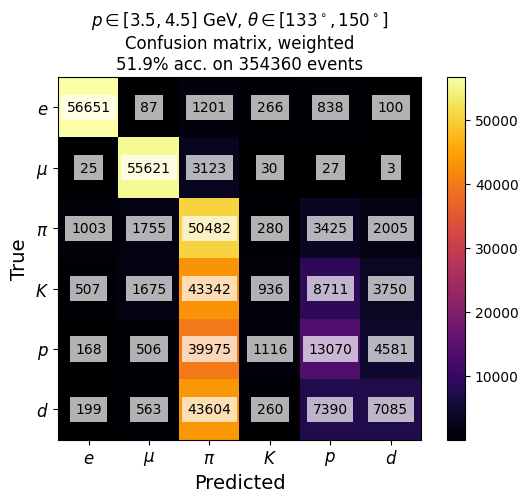 p ∈ [3.5, 4.5] GeV, θ ∈ [133°, 150°]
Confusion matrix, weighted
51.9% acc. on 354360 events
True
e 56651 87 1201 266 838 100
μ 25 55621 3123 30 27 3
π 1003 1755 50482 280 3425 2005
K 507 1675 43342 936 8711 3750
p 168 506 39975 1116 13070 4581
d 199 563 43604 260 7390 7085
e μ π K p d
Predicted
50000
40000
30000
20000
10000